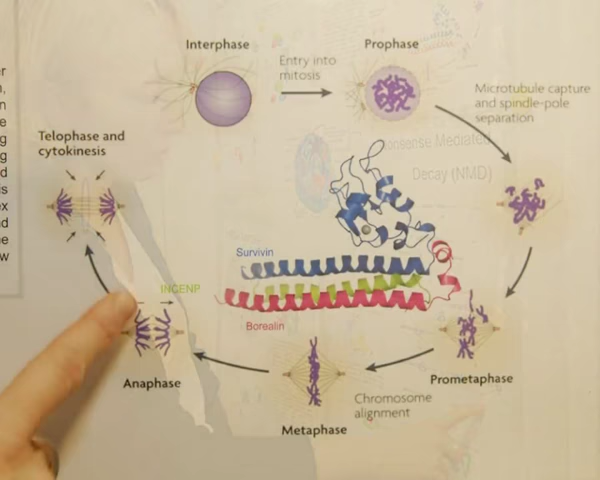 Interphase
Prophase
Entry into
mitosis
Microtubule capture
and spindle-pole
separation
Telophase and
cytokinesis
Nonsense Mediated
Decay (NMD)
Survivin
INCENP
Borealin
Anaphase
Prometaphase
Chromosome
alignment
Metaphase